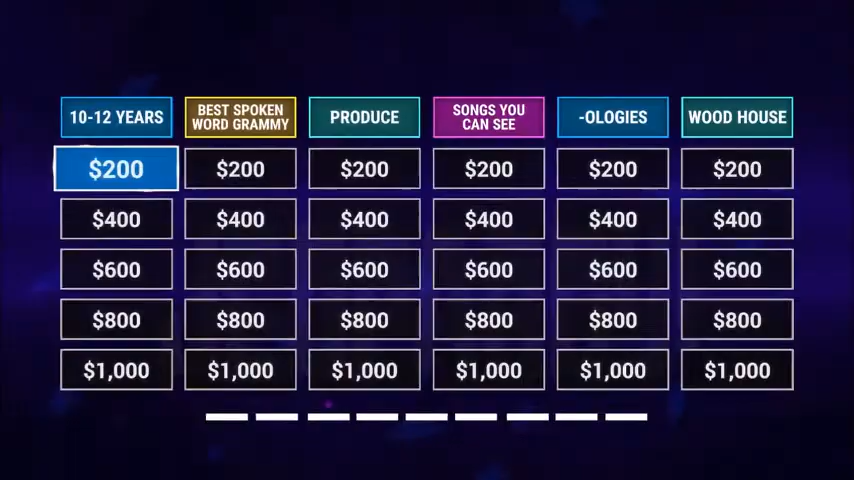 10-12 YEARS
BEST SPOKEN
WORD GRAMMY
PRODUCE
SONGS YOU
CAN SEE
-OLOGIES
WOOD HOUSE
$200 $200 $200 $200 $200 $200
$400 $400 $400 $400 $400 $400
$600 $600 $600 $600 $600 $600
$800 $800 $800 $800 $800 $800
$1,000 $1,000 $1,000 $1,000 $1,000 $1,000